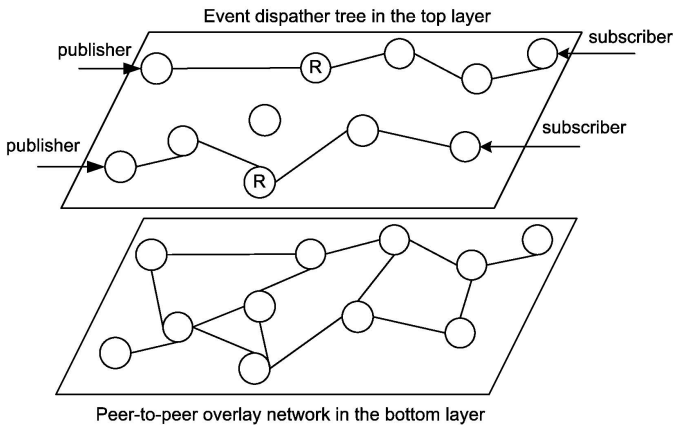 Event dispather tree in the top layer
publisher
subscriber
R
subscriber
publisher
R
Peer-to-peer overlay network in the bottom layer